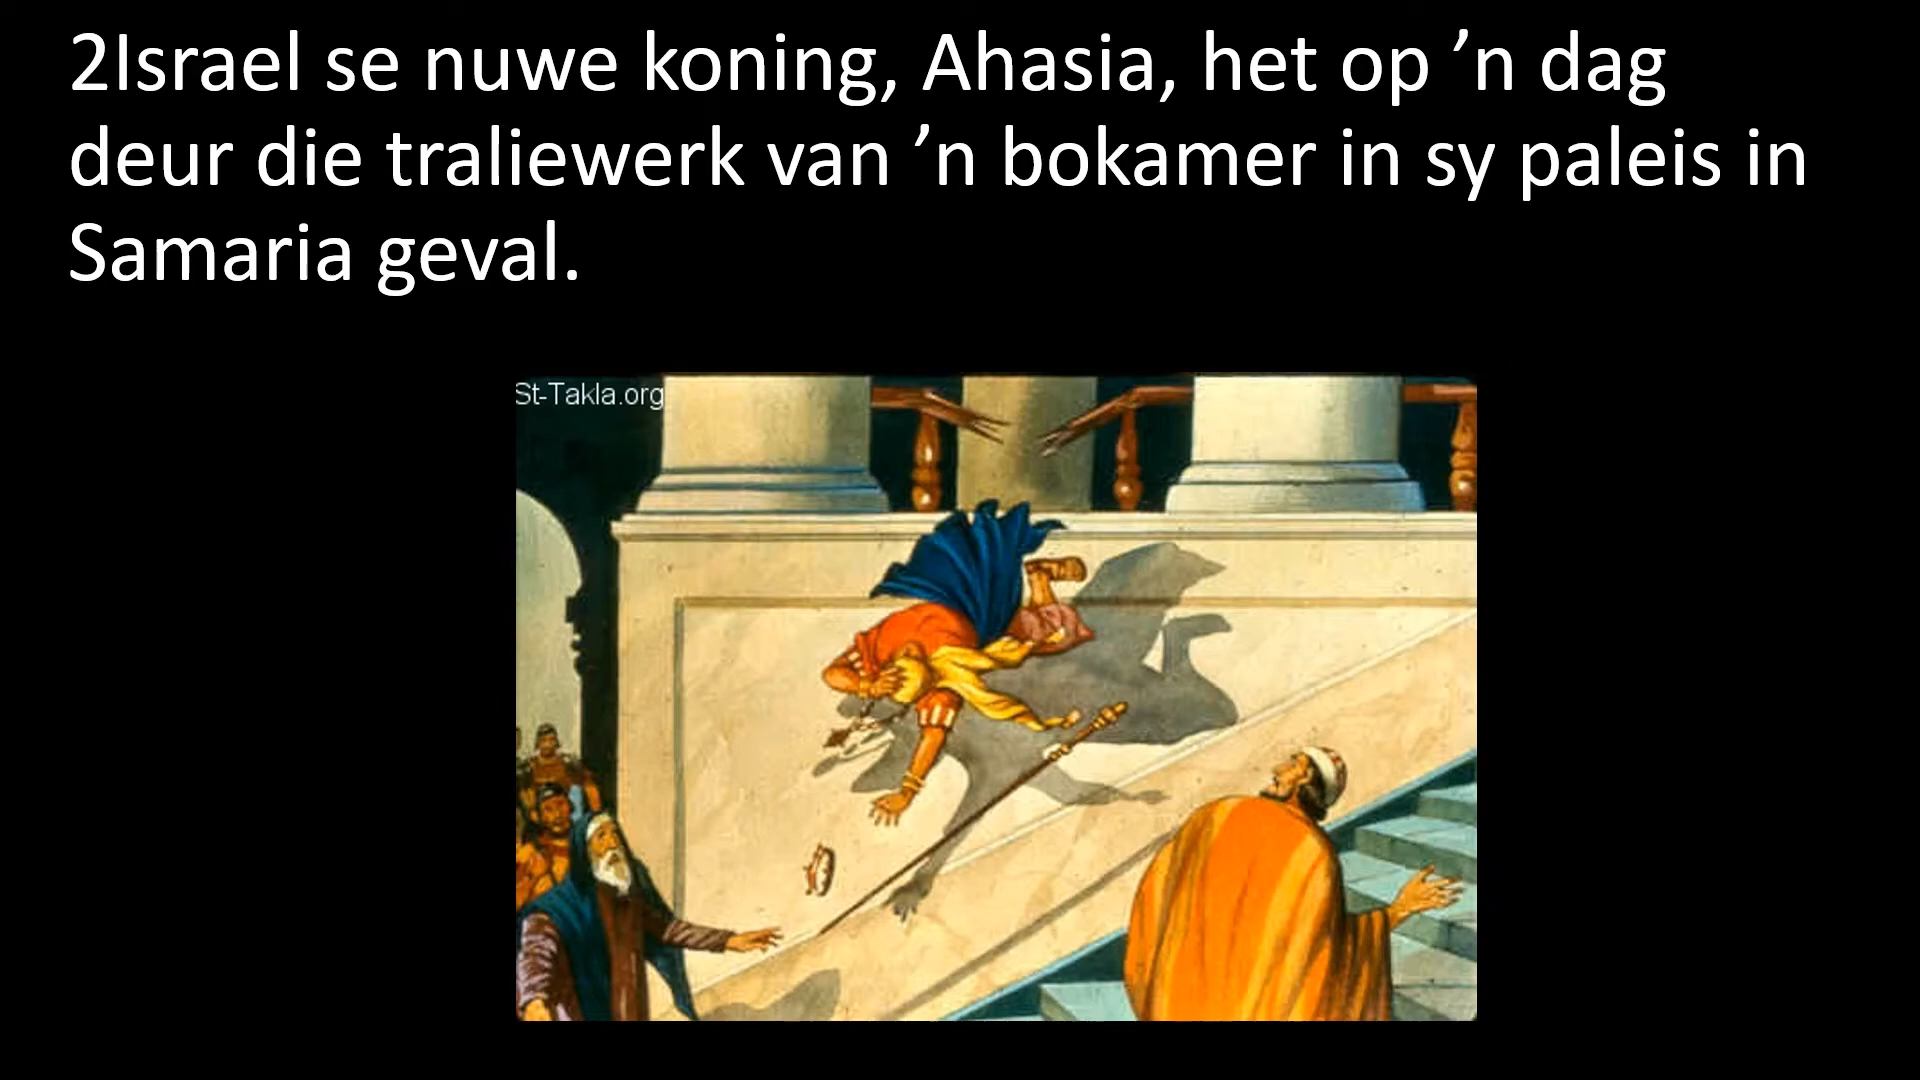 2Israel se nuwe koning, Ahasia, het op ’n dag
deur die traliewerk van ’n bokamer in sy paleis in
Samaria geval.
St-Takla.org